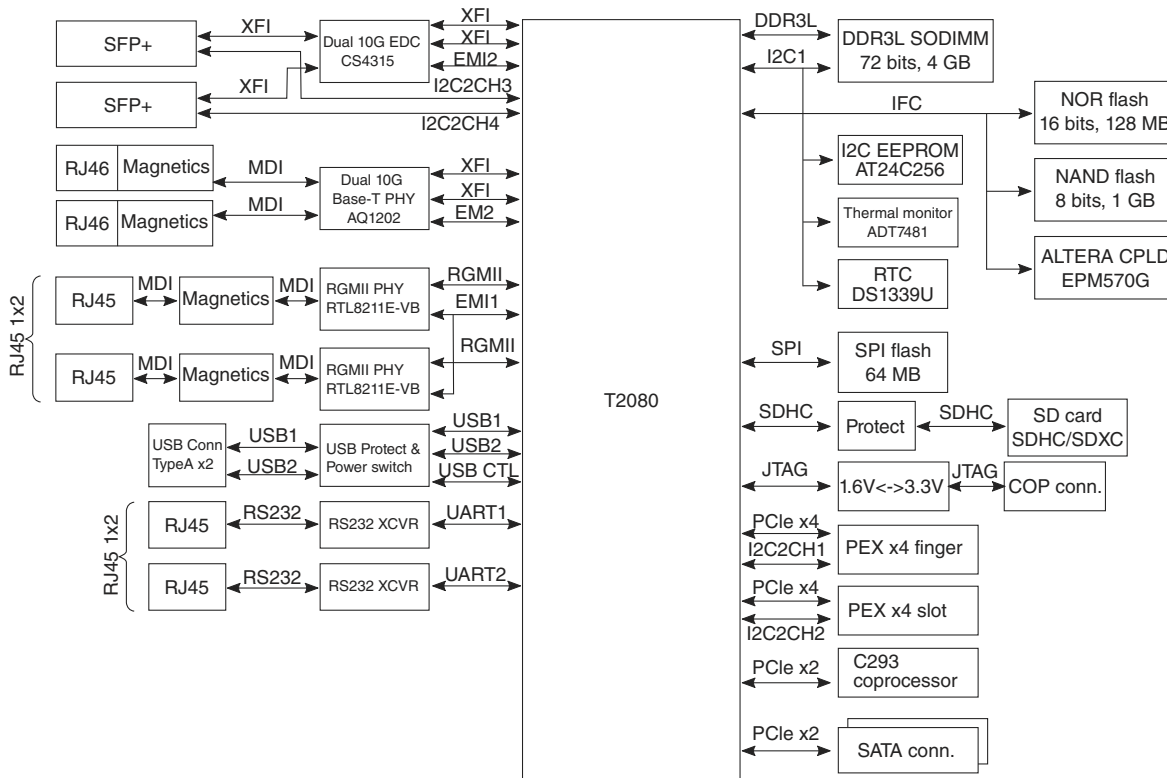 SFP+
XFI
Dual 10G EDC
CS4315
XFI
XFI
EMI2
I2C2CH3
SFP+
XFI
I2C2CH4
RJ46
Magnetics
MDI
RJ46
Magnetics
MDI
Dual 10G
Base-T PHY
AQ1202
XFI
XFI
EM2
RJ45 1x2
RJ45
MDI
Magnetics
MDI
RGMII PHY
RTL8211E-VB
RGMII
EMI1
RJ45
MDI
Magnetics
MDI
RGMII PHY
RTL8211E-VB
RGMII
USB Conn
TypeA x2
USB1
USB2
USB Protect &
Power switch
USB1
USB2
USB CTL
RJ45 1x2
RJ45
RS232
RS232 XCVR
UART1
RJ45
RS232
RS232 XCVR
UART2
T2080
DDR3L
I2C1
DDR3L SODIMM
72 bits, 4 GB
IFC
NOR flash
16 bits, 128 MB
I2C EEPROM
AT24C256
NAND flash
8 bits, 1 GB
Thermal monitor
ADT7481
ALTERA CPLD
EPM570G
RTC
DS1339U
SPI
SPI flash
64 MB
SDHC
Protect
SDHC
SD card
SDHC/SDXC
JTAG
1.6V<->3.3V
JTAG
COP conn.
PCIe x4
I2C2CH1
PEX x4 finger
PCIe x4
I2C2CH2
PEX x4 slot
PCIe x2
C293
coprocessor
PCIe x2
SATA conn.